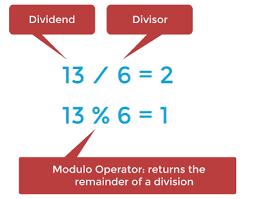 Dividend
Divisor
13 / 6 = 2
13 % 6 = 1
Modulo Operator: returns the
remainder of a division